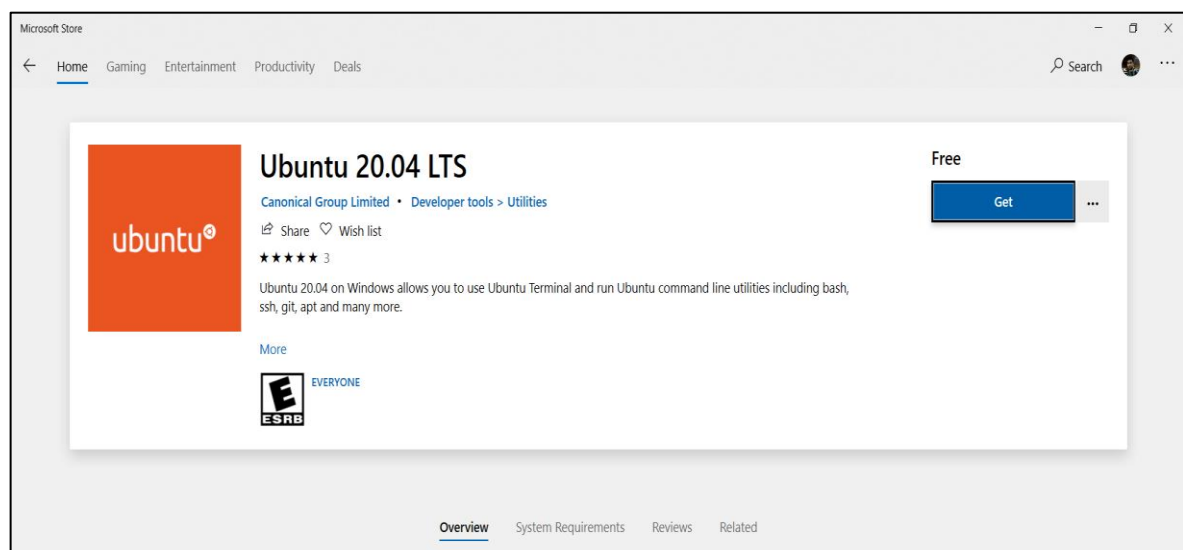 Microsoft Store
Home Gaming Entertainment Productivity Deals Search
ubuntu
Ubuntu 20.04 LTS
Canonical Group Limited • Developer tools > Utilities
Share Wish list
★★★★★ 3
Ubuntu 20.04 on Windows allows you to use Ubuntu Terminal and run Ubuntu command line utilities including bash,
ssh, git, apt and many more.
More
E
ESRB
EVERYONE
Free
Get
Overview System Requirements Reviews Related